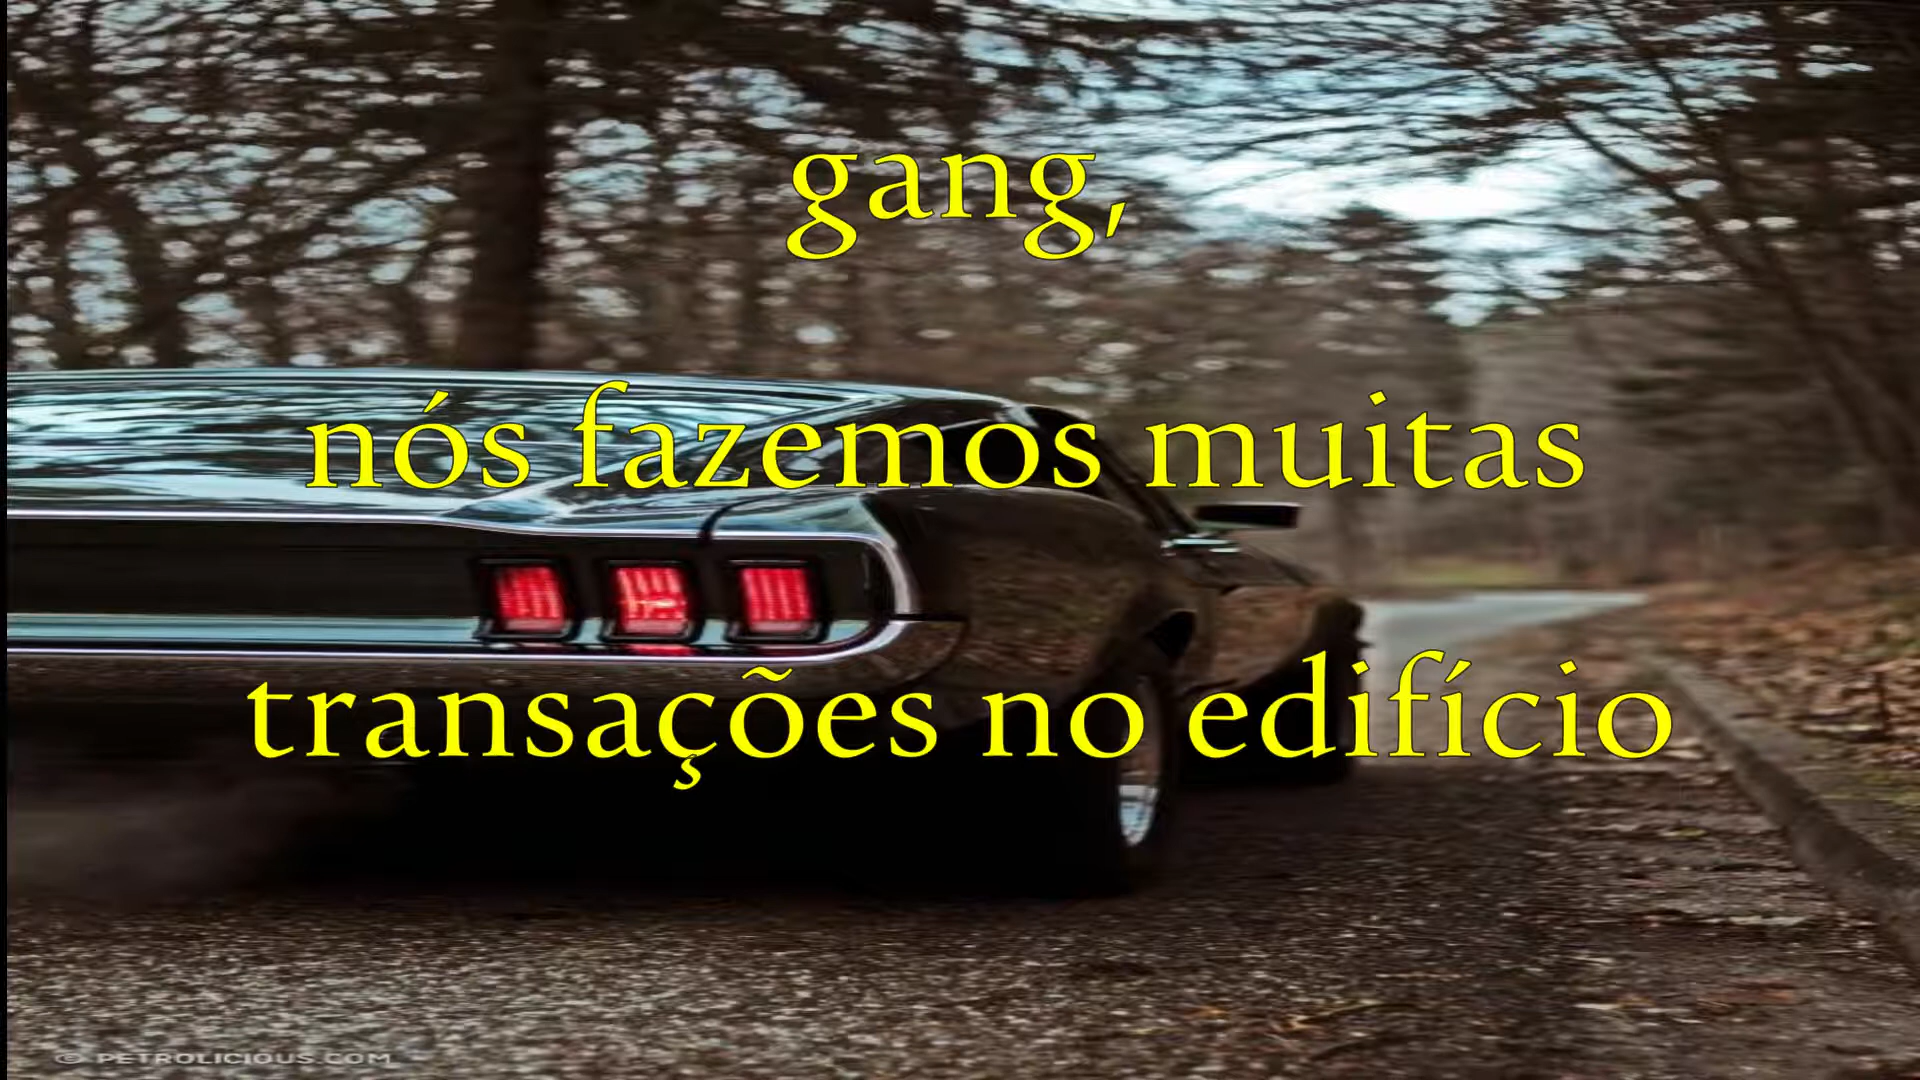 gang,
nós fazemos muitas
transações no edifício
© PETROLICIOUS.COM